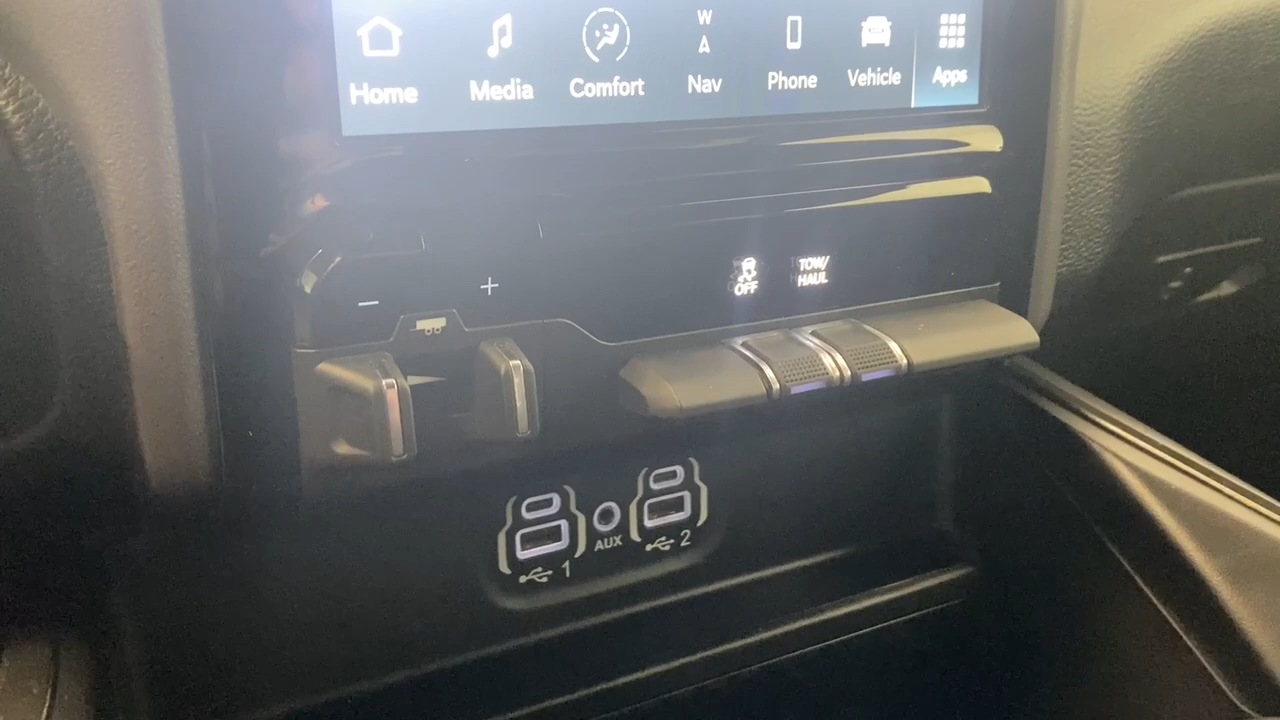 Home Media Comfort Nav Phone Vehicle Apps
W
A
− +
OFF
TOW/
HAUL
AUX
1
2